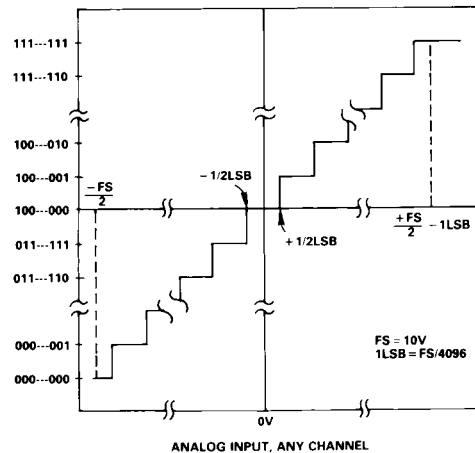 111---111
111---110
100---010
100---001
100---000
011---111
011---110
000---001
000---000
-FS
2
-1/2LSB
+1/2LSB
+FS
2
-1LSB
FS = 10V
1LSB = FS/4096
0V
ANALOG INPUT, ANY CHANNEL